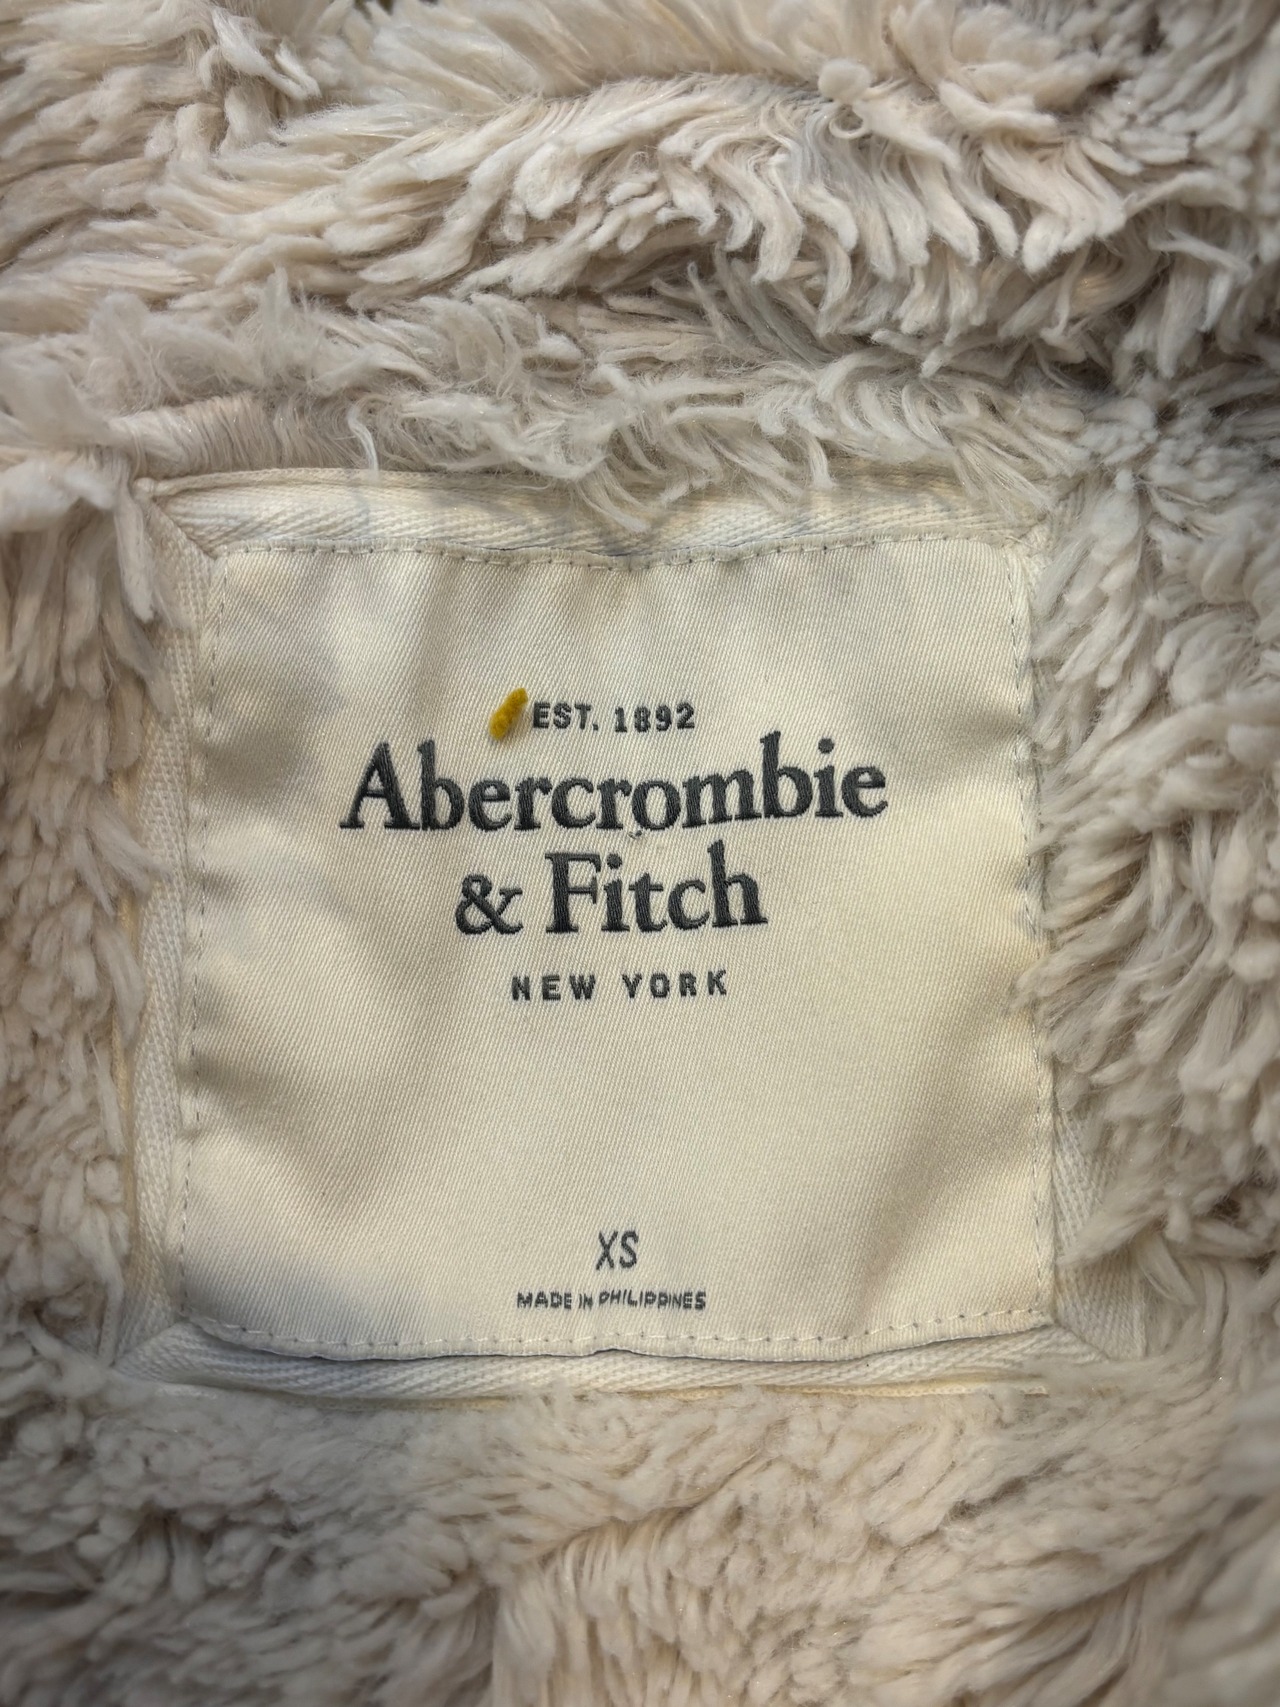 EST. 1892
Abercrombie
& Fitch
NEW YORK
XS
MADE IN PHILIPPINES